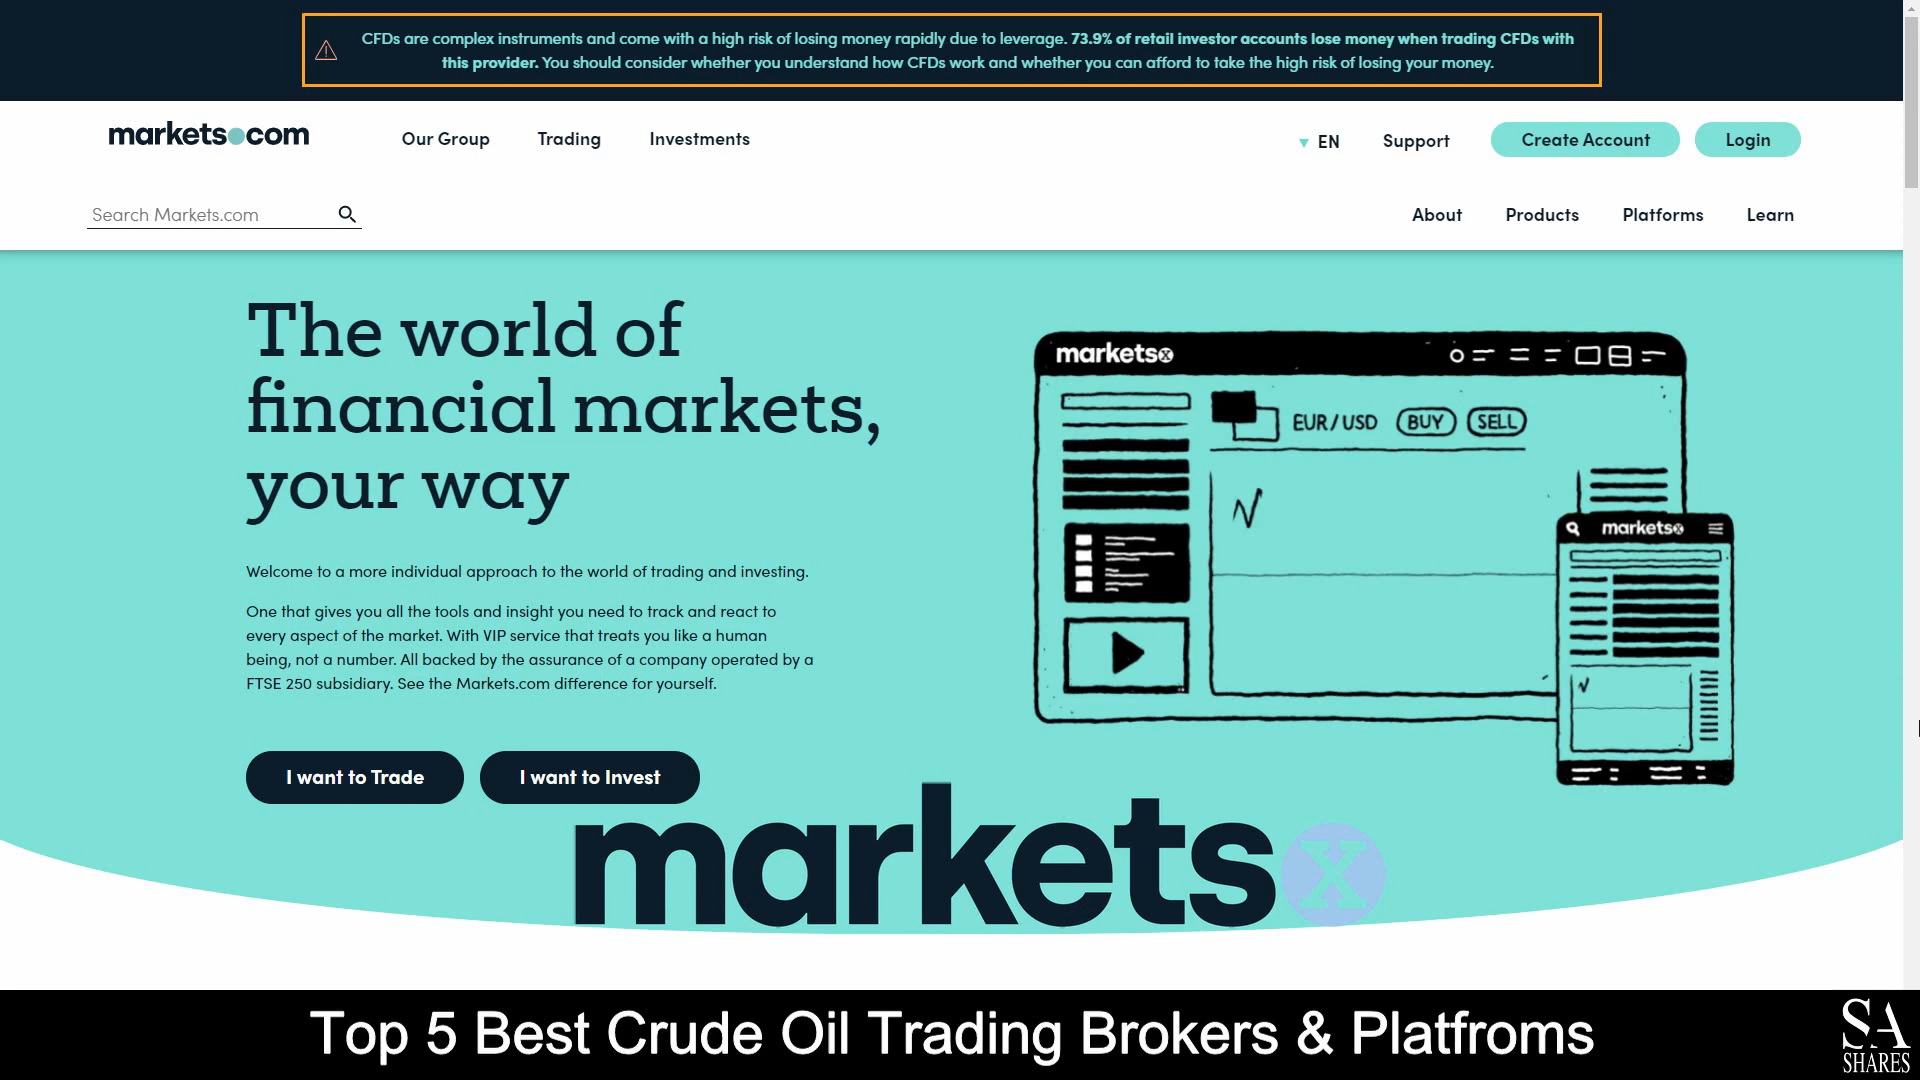 CFDs are complex instruments and come with a high risk of losing money rapidly due to leverage. 73.9% of retail investor accounts lose money when trading CFDs with
this provider. You should consider whether you understand how CFDs work and whether you can afford to take the high risk of losing your money.
markets.com
Our Group
Trading
Investments
EN
Support
Create Account
Login
Search Markets.com
About
Products
Platforms
Learn
The world of
financial markets,
your way
Welcome to a more individual approach to the world of trading and investing.
One that gives you all the tools and insight you need to track and react to
every aspect of the market. With VIP service that treats you like a human
being, not a number. All backed by the assurance of a company operated by a
FTSE 250 subsidiary. See the Markets.com difference for yourself.
I want to Trade
I want to Invest
marketsx
EUR/USD
BUY
SELL
marketsx
marketsx
Top 5 Best Crude Oil Trading Brokers & Platfroms
SA
SHARES